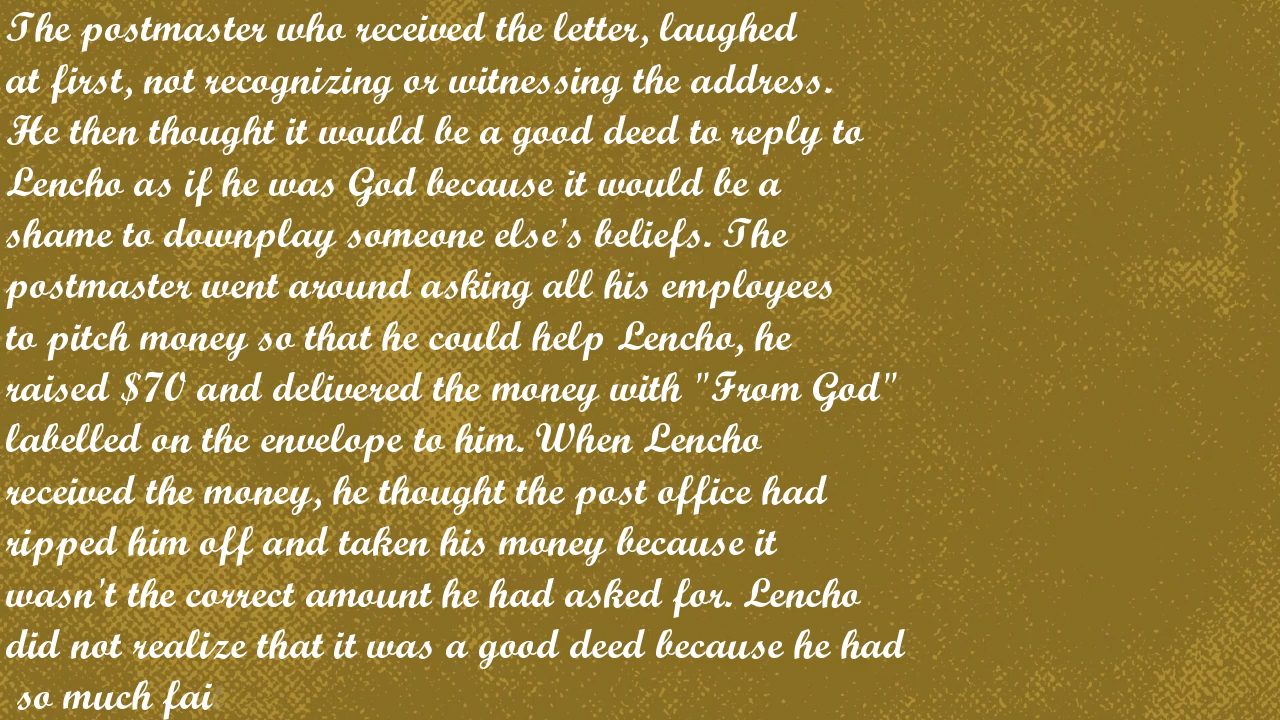 The postmaster who received the letter, laughed
at first, not recognizing or witnessing the address.
He then thought it would be a good deed to reply to
Lencho as if he was God because it would be a
shame to downplay someone else's beliefs. The
postmaster went around asking all his employees
to pitch money so that he could help Lencho, he
raised $70 and delivered the money with "From God"
labelled on the envelope to him. When Lencho
received the money, he thought the post office had
ripped him off and taken his money because it
wasn't the correct amount he had asked for. Lencho
did not realize that it was a good deed because he had
so much fai